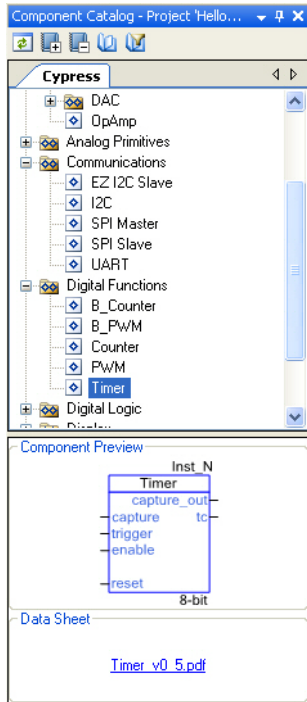 Component Catalog - Project 'Hello...
Cypress
DAC
OpAmp
Analog Primitives
Communications
EZ I2C Slave
I2C
SPI Master
SPI Slave
UART
Digital Functions
B_Counter
B_PWM
Counter
PWM
Timer
Digital Logic
Display
Component Preview
Inst_N
Timer
capture_out
capture tc
trigger
enable
reset
8-bit
Data Sheet
Timer_v0_5.pdf